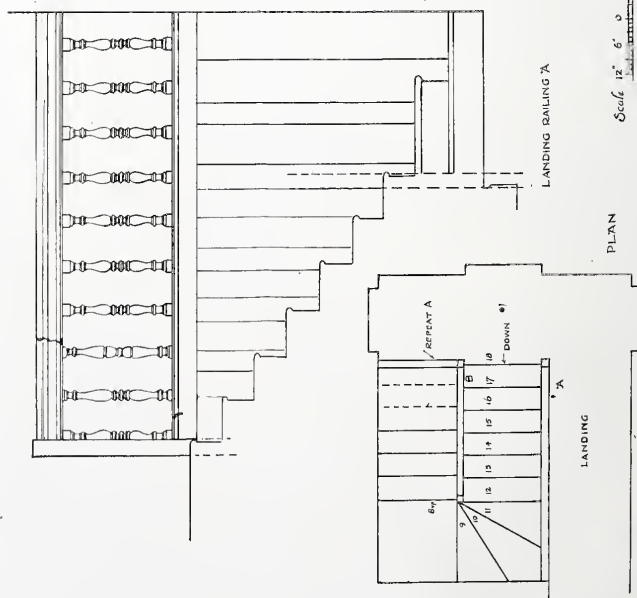 LANDING RAILING 'A
Scale 12" 6" 0
PLAN
REPEAT A
DOWN
B
18
17
16
15
14
13
12
11
10
9
'A
LANDING